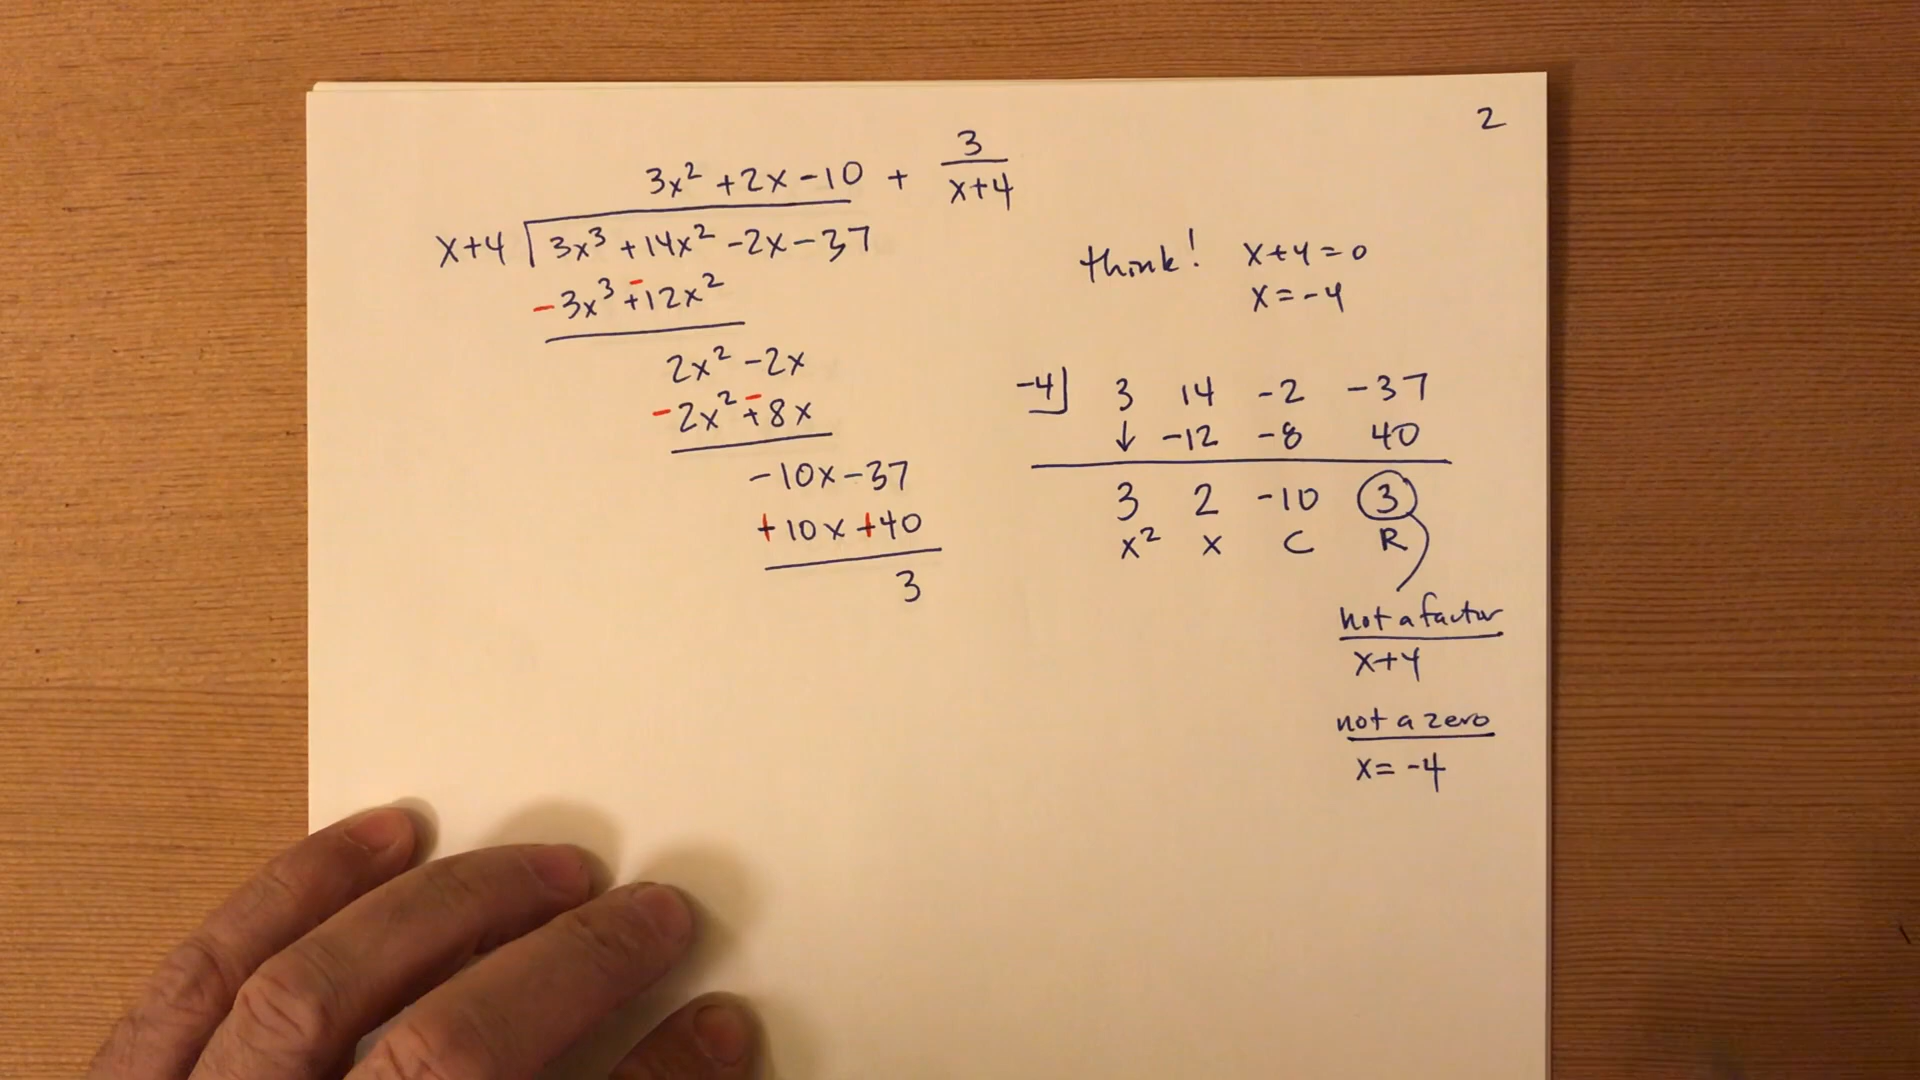 2
3
3x² +2x -10 + x+4
x+4 3x³ +14x² -2x -37
- 3x³ +- 12x²
2x² -2x
- 2x² +- 8x
-10x -37
+ 10x + 40
3
think! x+4=0
x=-4
-4 3 14 -2 -37
↓ -12 -8 40
3 2 -10 3
x² x C R
not a factor
x+4
not a zero
x= -4